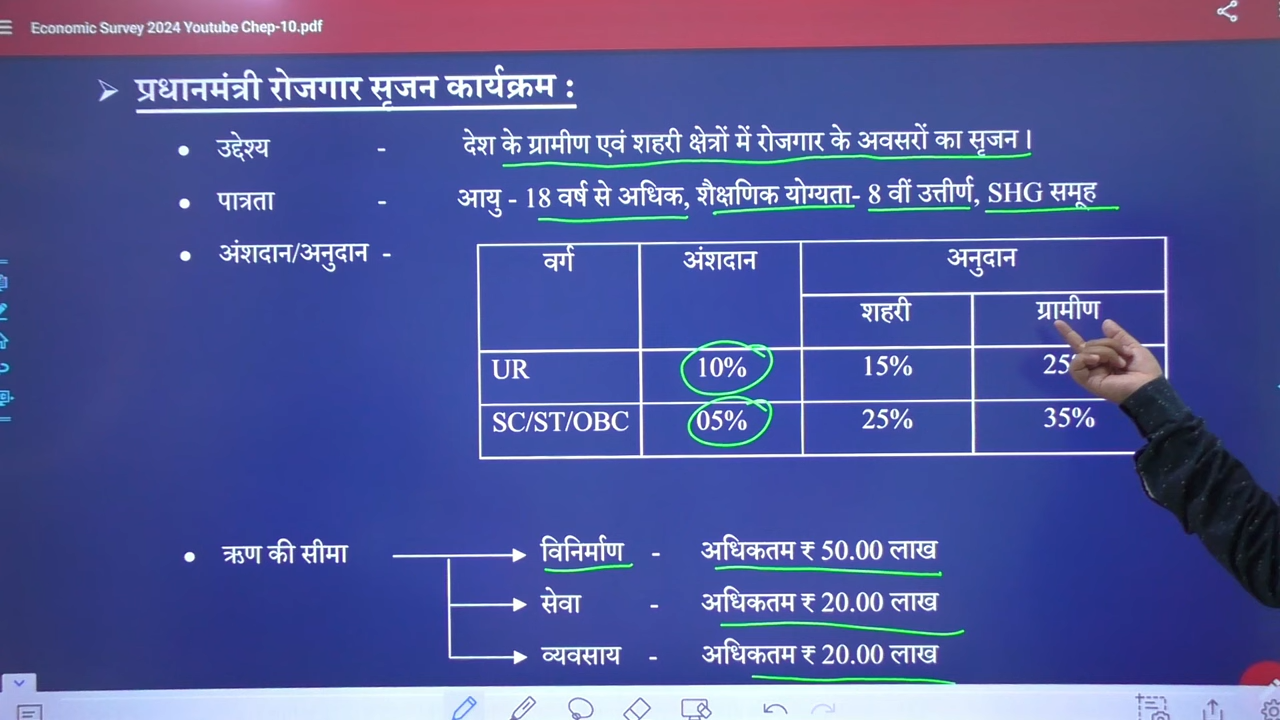 Economic Survey 2024 Youtube Chep-10.pdf
➢ प्रधानमंत्री रोजगार सृजन कार्यक्रम :
• उद्देश्य - देश के ग्रामीण एवं शहरी क्षेत्रों में रोजगार के अवसरों का सृजन।
• पात्रता - आयु - 18 वर्ष से अधिक, शैक्षणिक योग्यता- 8 वीं उत्तीर्ण, SHG समूह
• अंशदान/अनुदान -
वर्ग अंशदान अनुदान
शहरी ग्रामीण
UR 10% 15% 25
SC/ST/OBC 05% 25% 35%
• ऋण की सीमा विनिर्माण - अधिकतम ₹ 50.00 लाख
सेवा - अधिकतम ₹ 20.00 लाख
व्यवसाय - अधिकतम ₹ 20.00 लाख